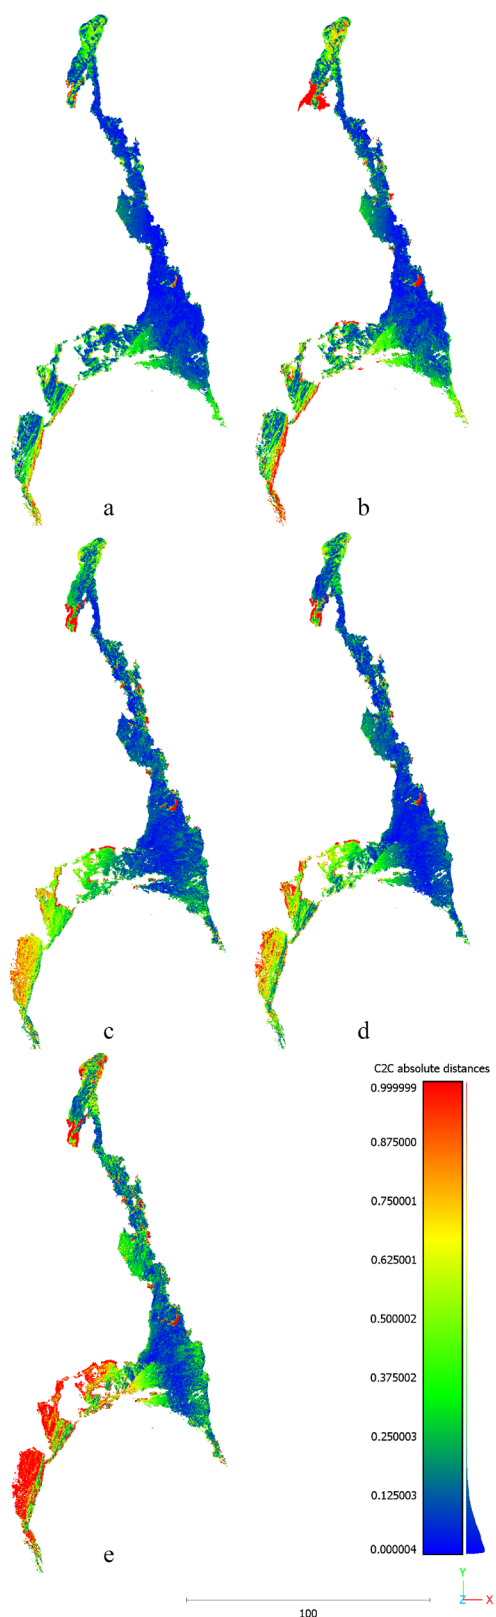 a
b
c
d
C2C absolute distances
0.999999
0.875000
0.750001
0.625001
0.500002
0.375002
0.250003
0.125003
0.000004
e
Y
Z X
100